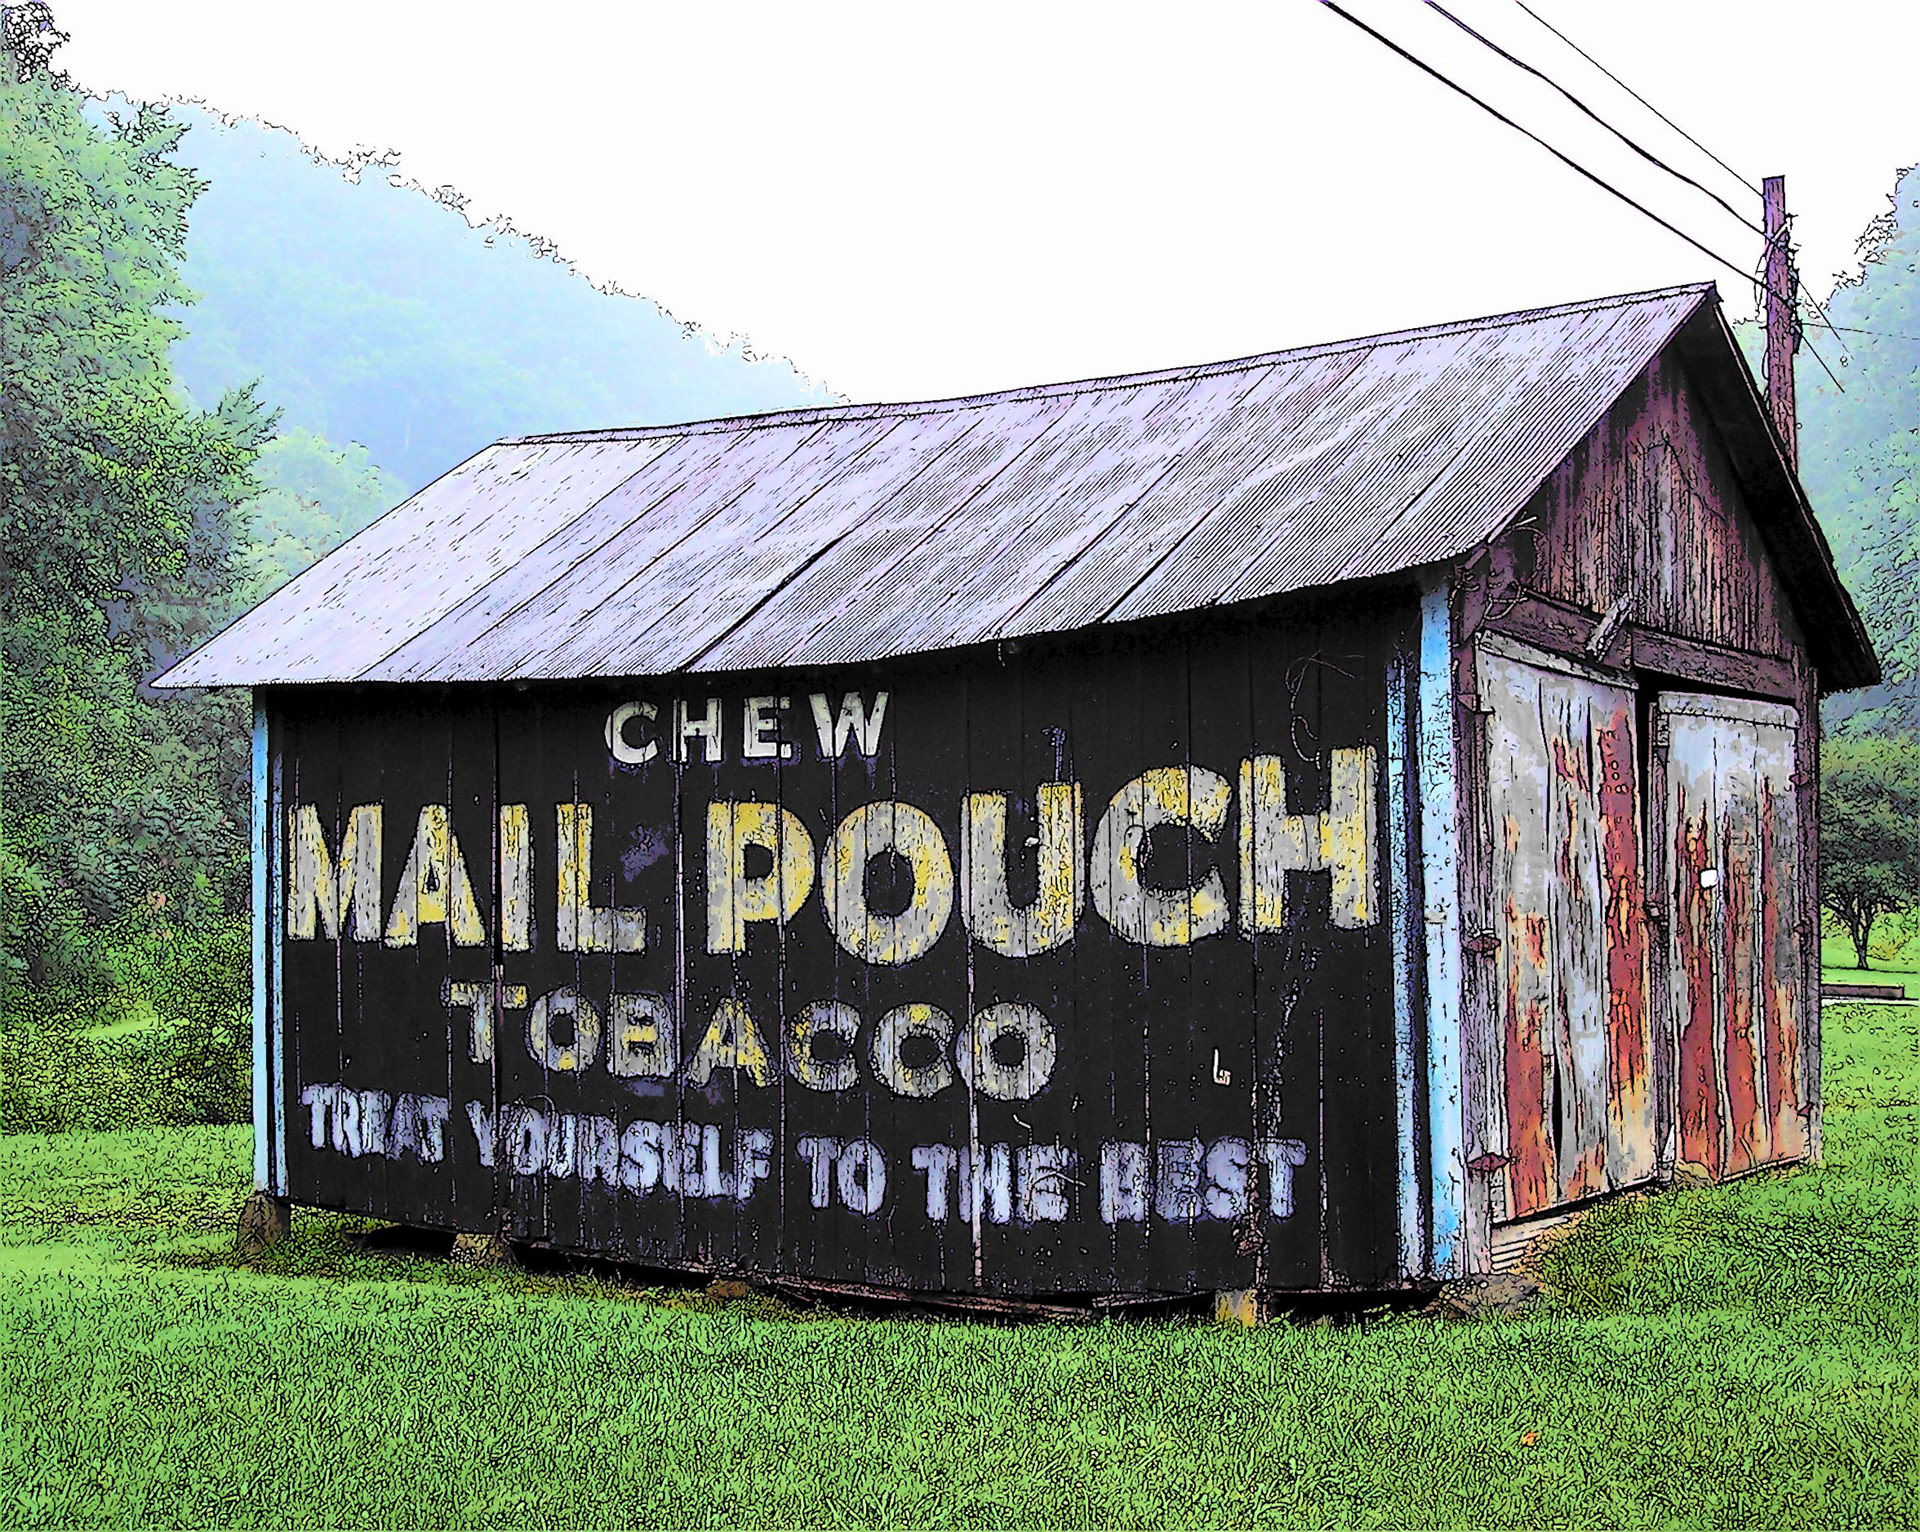 CHEW
MAIL POUCH
TOBACCO
TREAT YOURSELF TO THE BEST